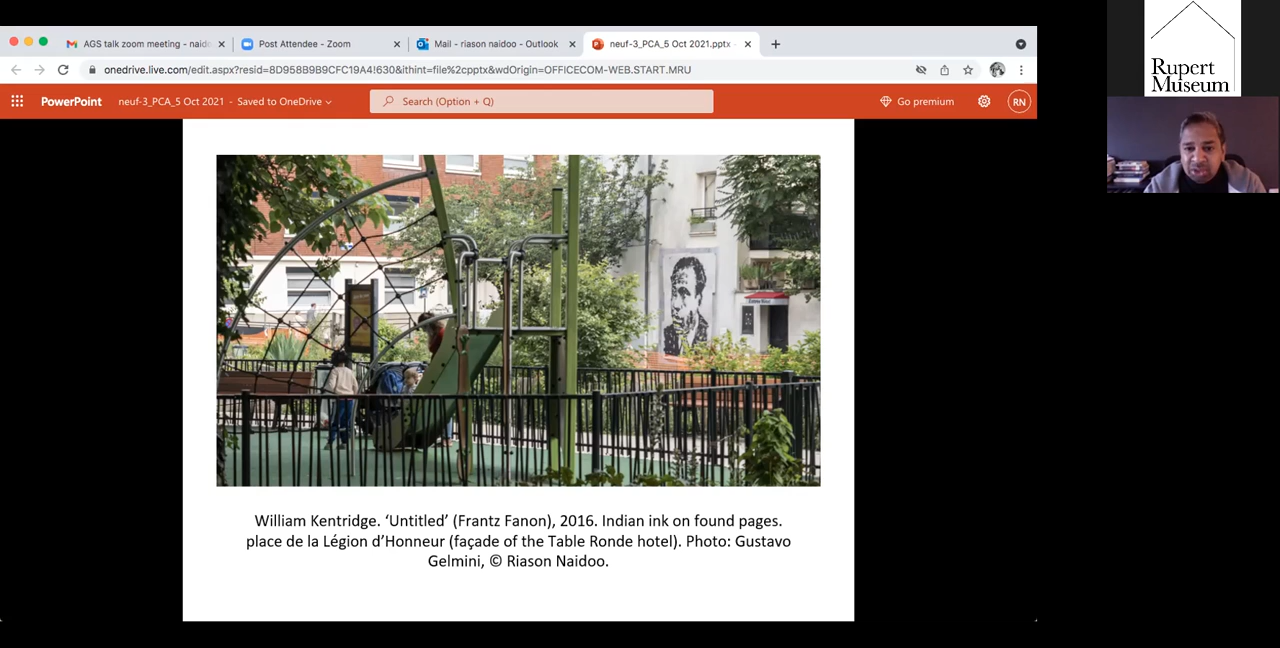 AGS talk zoom meeting - naid
Post Attendee - Zoom
Mail - riason naidoo - Outlook
neuf-3_PCA_5 Oct 2021.pptx -
onedrive.live.com/edit.aspx?resid=8D958B9B9CFC19A4!630&ithint=file%2cpptx&wdOrigin=OFFICECOM-WEB.START.MRU
PowerPoint neuf-3_PCA_5 Oct 2021 - Saved to OneDrive
Search (Option + Q)
Go premium
RN
Rupert
Museum
William Kentridge. ‘Untitled’ (Frantz Fanon), 2016. Indian ink on found pages.
place de la Légion d’Honneur (façade of the Table Ronde hotel). Photo: Gustavo
Gelmini, © Riason Naidoo.